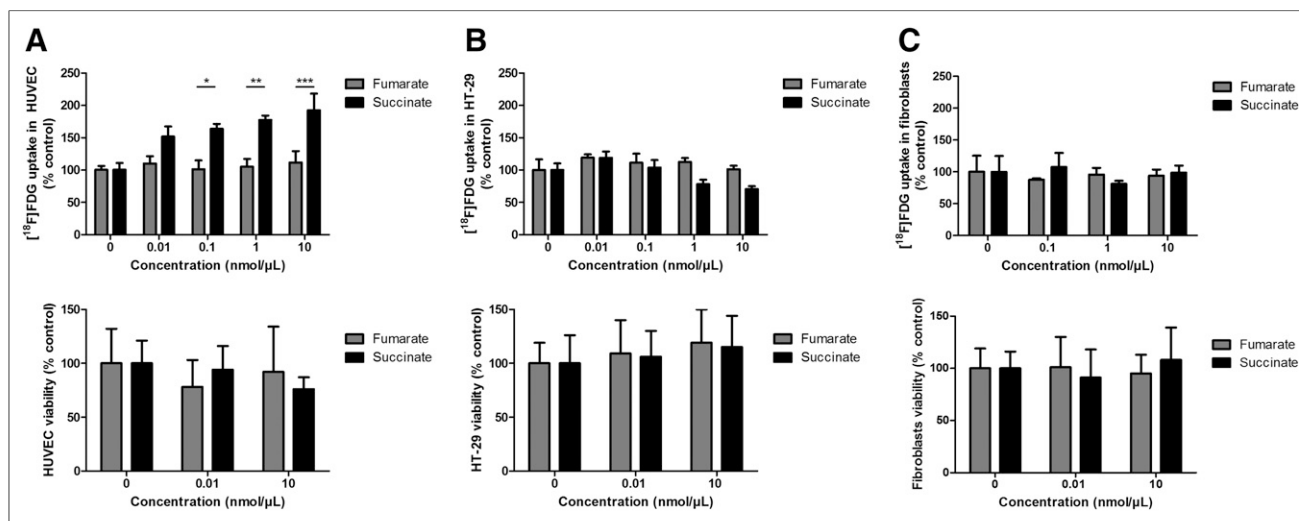 A
[¹⁸F]FDG uptake in HUVEC
(% control)
250
200
150
100
50
0
* ** ***
Fumarate
Succinate
0 0.01 0.1 1 10
Concentration (nmol/µL)
B
[¹⁸F]FDG uptake in HT-29
(% control)
250
200
150
100
50
0
Fumarate
Succinate
0 0.01 0.1 1 10
Concentration (nmol/µL)
C
[¹⁸F]FDG uptake in fibroblasts
(% control)
250
200
150
100
50
0
Fumarate
Succinate
0 0.1 1 10
Concentration (nmol/µL)
HUVEC viability (% control)
150
100
50
0
Fumarate
Succinate
0 0.01 10
Concentration (nmol/µL)
HT-29 viability (% control)
150
100
50
0
Fumarate
Succinate
0 0.01 10
Concentration (nmol/µL)
Fibroblasts viability (% control)
150
100
50
0
Fumarate
Succinate
0 0.01 10
Concentration (nmol/µL)